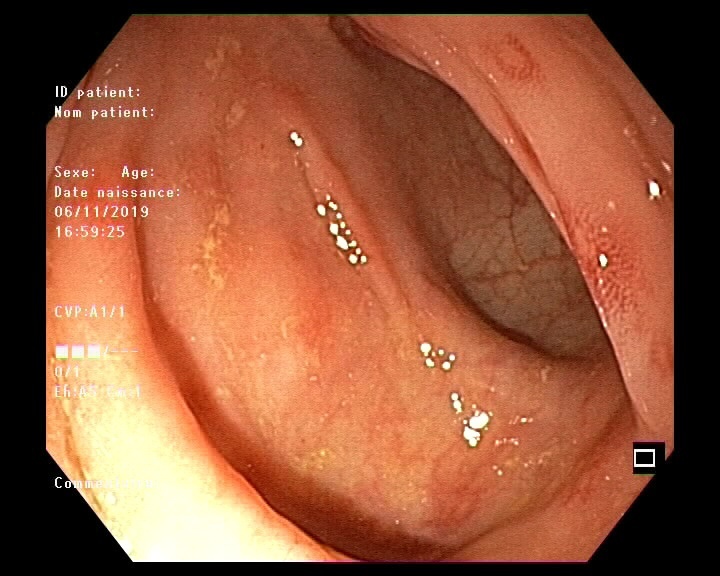 ID patient:
Nom patient:
Sexe: Age:
Date naissance:
06/11/2019
16:59:25
CVP:A1/1
0/1